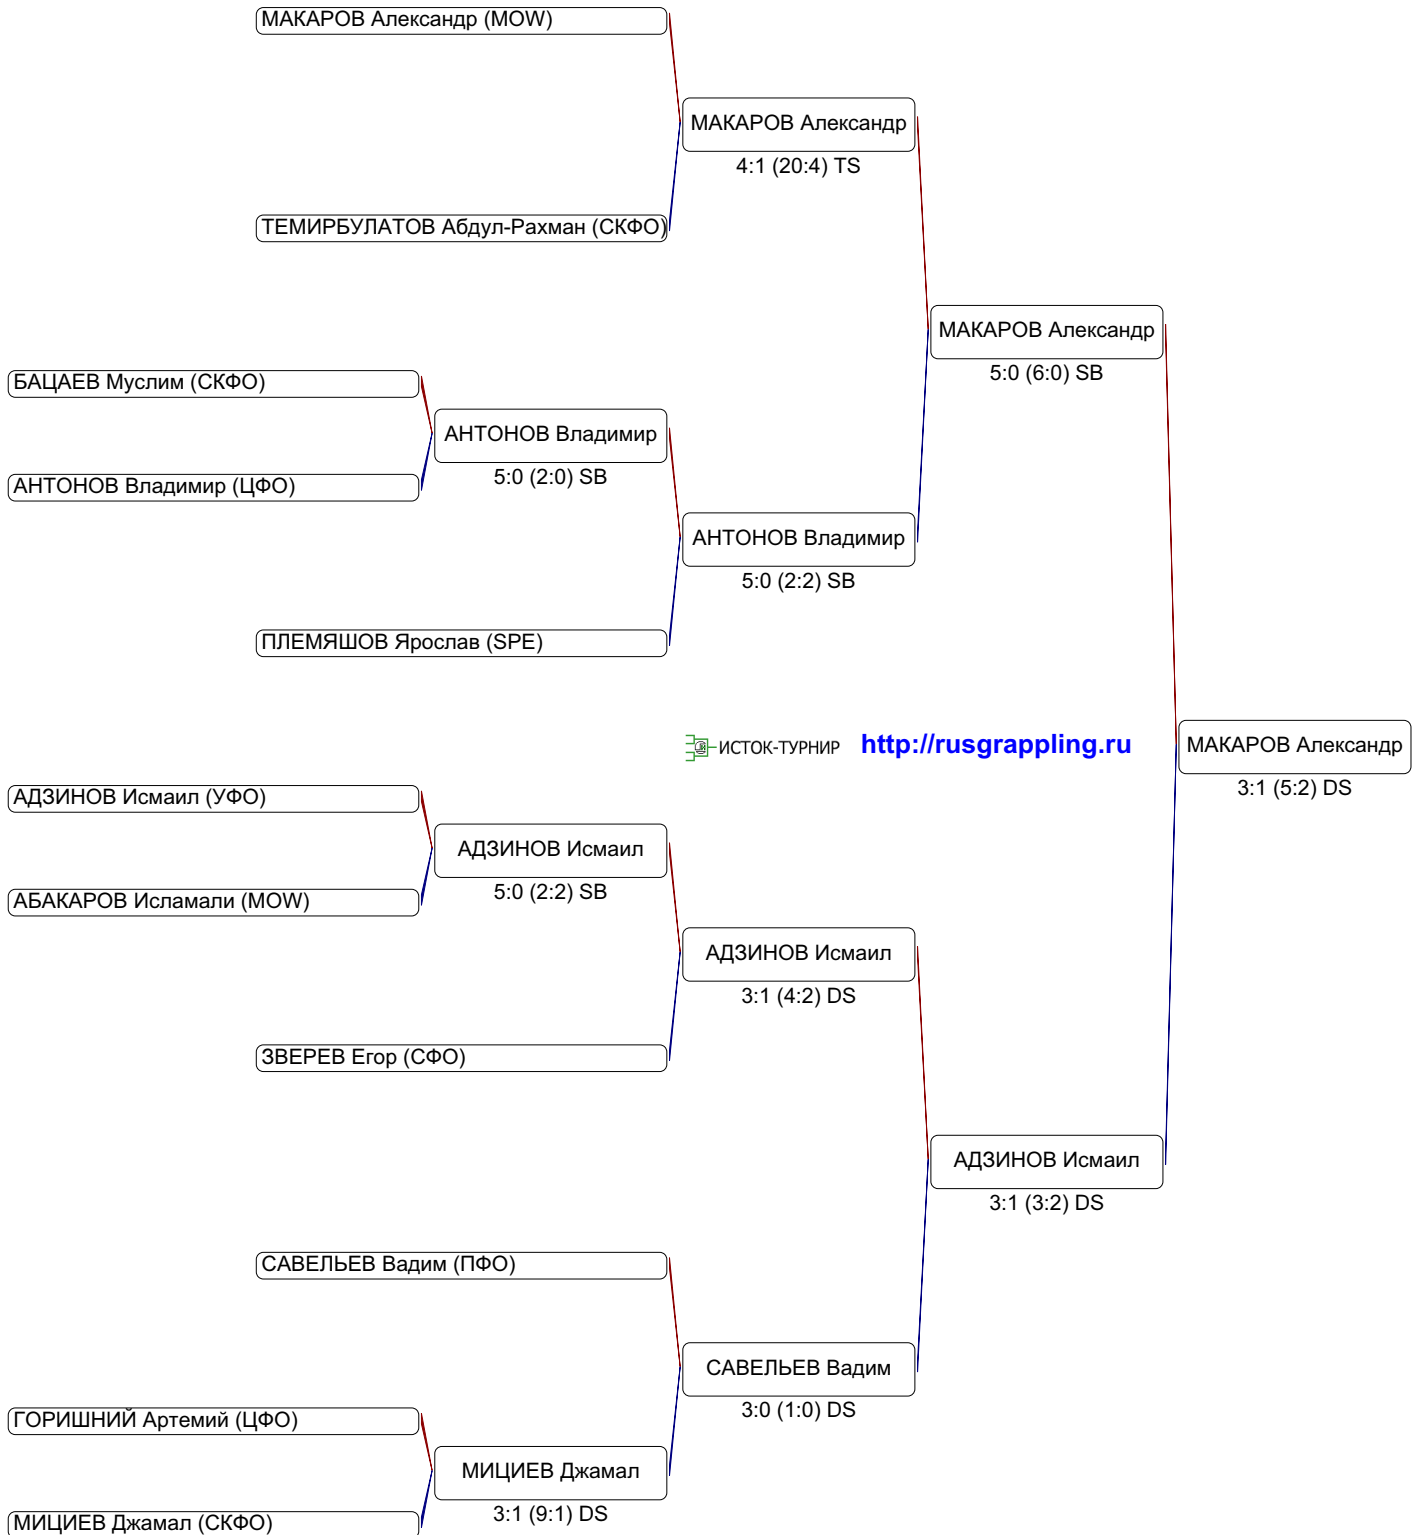 МАКАРОВ Александр (MOW)
МАКАРОВ Александр
4:1 (20:4) TS
ТЕМИРБУЛАТОВ Абдул-Рахман (СКФО)
МАКАРОВ Александр
5:0 (6:0) SB
БАЦАЕВ Муслим (СКФО)
АНТОНОВ Владимир
5:0 (2:0) SB
АНТОНОВ Владимир (ЦФО)
АНТОНОВ Владимир
5:0 (2:2) SB
ПЛЕМЯШОВ Ярослав (SPE)
ИСТОК-ТУРНИР http://rusgrappling.ru
МАКАРОВ Александр
3:1 (5:2) DS
АДЗИНОВ Исмаил (УФО)
АДЗИНОВ Исмаил
5:0 (2:2) SB
АБАКАРОВ Исламали (MOW)
АДЗИНОВ Исмаил
3:1 (4:2) DS
ЗВЕРЕВ Егор (СФО)
АДЗИНОВ Исмаил
3:1 (3:2) DS
САВЕЛЬЕВ Вадим (ПФО)
САВЕЛЬЕВ Вадим
3:0 (1:0) DS
ГОРИШНИЙ Артемий (ЦФО)
МИЦИЕВ Джамал
3:1 (9:1) DS
МИЦИЕВ Джамал (СКФО)